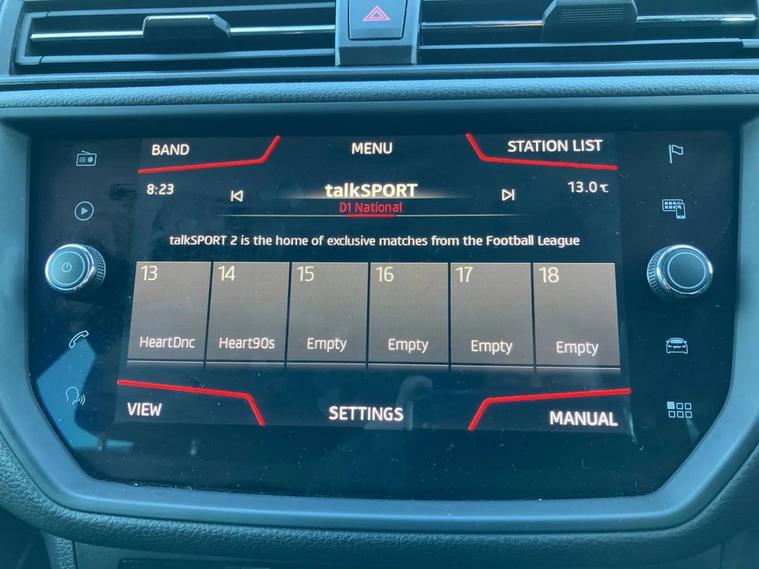 BAND MENU STATION LIST
8:23 talkSPORT 13.0 °C
D1 National
talkSPORT 2 is the home of exclusive matches from the Football League
13 14 15 16 17 18
HeartDnc Heart90s Empty Empty Empty Empty
VIEW SETTINGS MANUAL